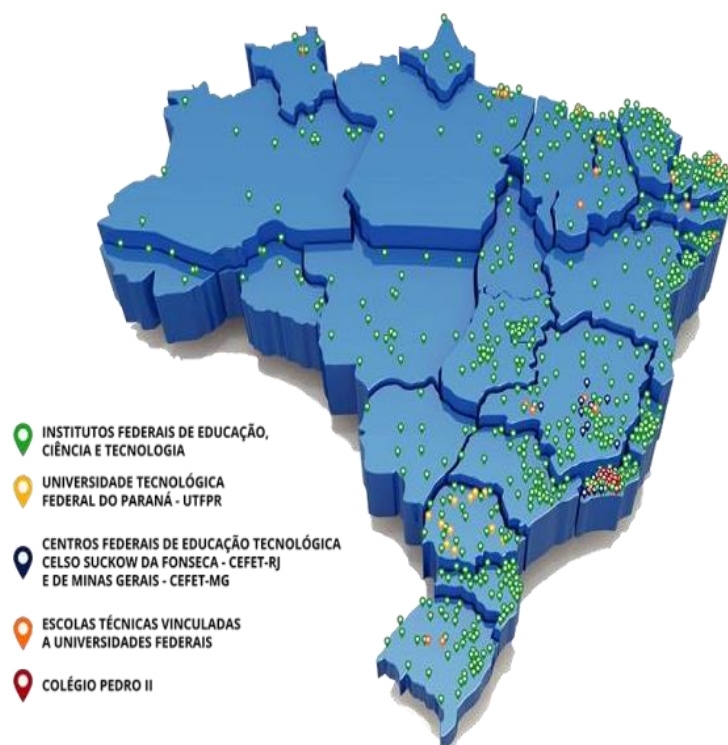 INSTITUTOS FEDERAIS DE EDUCAÇÃO,
CIÊNCIA E TECNOLOGIA
UNIVERSIDADE TECNOLÓGICA
FEDERAL DO PARANÁ - UTFPR
CENTROS FEDERAIS DE EDUCAÇÃO TECNOLÓGICA
CELSO SUCKOW DA FONSECA - CEFET-RJ
E DE MINAS GERAIS - CEFET-MG
ESCOLAS TÉCNICAS VINCULADAS
A UNIVERSIDADES FEDERAIS
COLÉGIO PEDRO II